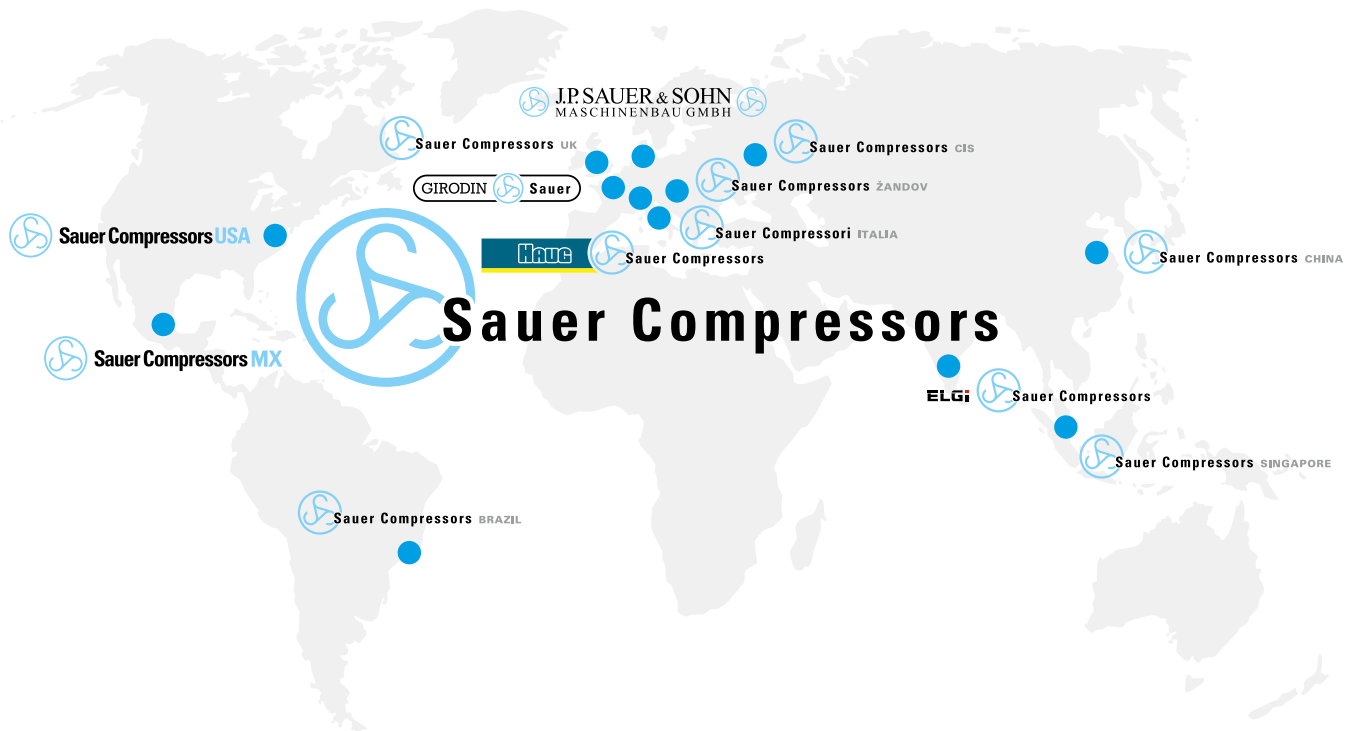 J.P. SAUER & SOHN
MASCHINENBAU GMBH
Sauer Compressors UK
Sauer Compressors CIS
GIRODIN Sauer
Sauer Compressors ŽANDOV
Sauer Compressors USA
Sauer Compressori ITALIA
HAUG Sauer Compressors
Sauer Compressors CHINA
Sauer Compressors
Sauer Compressors MX
ELGi Sauer Compressors
Sauer Compressors SINGAPORE
Sauer Compressors BRAZIL